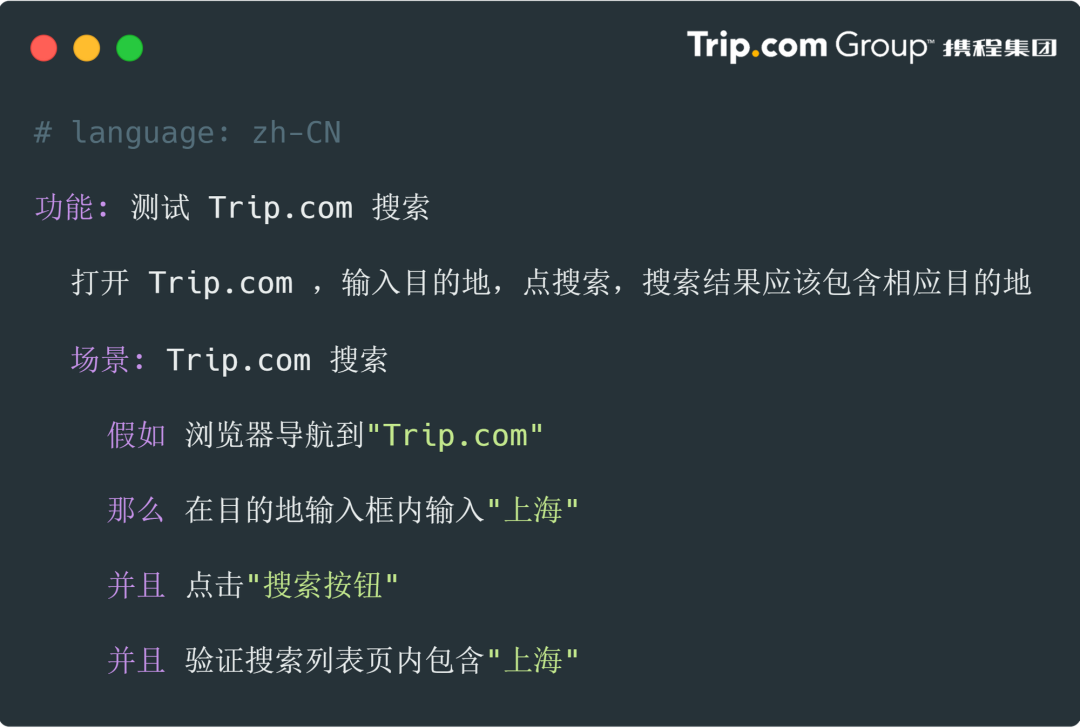 Trip.com Group™ 携程集团
# language: zh-CN
功能: 测试 Trip.com 搜索
打开 Trip.com ，输入目的地，点搜索，搜索结果应该包含相应目的地
场景: Trip.com 搜索
假如 浏览器导航到"Trip.com"
那么 在目的地输入框内输入"上海"
并且 点击"搜索按钮"
并且 验证搜索列表页内包含"上海"